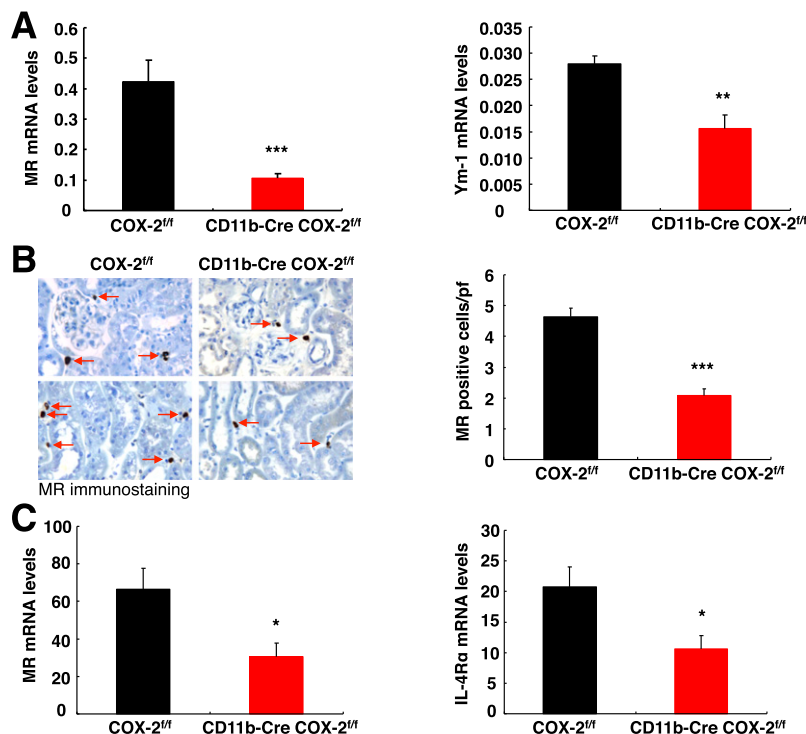 A
MR mRNA levels
0.6
0.5
0.4
0.3
0.2
0.1
0
***
COX-2f/f
CD11b-Cre COX-2f/f
Ym-1 mRNA levels
0.035
0.030
0.025
0.020
0.015
0.010
0.005
0
**
COX-2f/f
CD11b-Cre COX-2f/f
B
COX-2f/f
CD11b-Cre COX-2f/f
MR immunostaining
MR positive cells/pf
6
5
4
3
2
1
0
***
COX-2f/f
CD11b-Cre COX-2f/f
C
MR mRNA levels
100
80
60
40
20
0
*
COX-2f/f
CD11b-Cre COX-2f/f
IL-4Rα mRNA levels
30
25
20
15
10
5
0
*
COX-2f/f
CD11b-Cre COX-2f/f